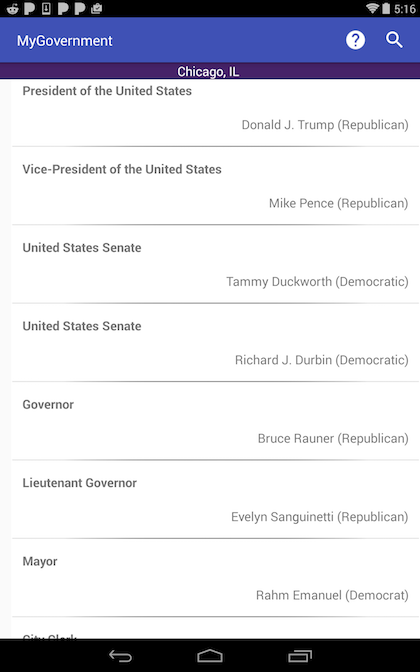 5:16
MyGovernment
Chicago, IL
President of the United States
Donald J. Trump (Republican)
Vice-President of the United States
Mike Pence (Republican)
United States Senate
Tammy Duckworth (Democratic)
United States Senate
Richard J. Durbin (Democratic)
Governor
Bruce Rauner (Republican)
Lieutenant Governor
Evelyn Sanguinetti (Republican)
Mayor
Rahm Emanuel (Democrat)
City Clerk